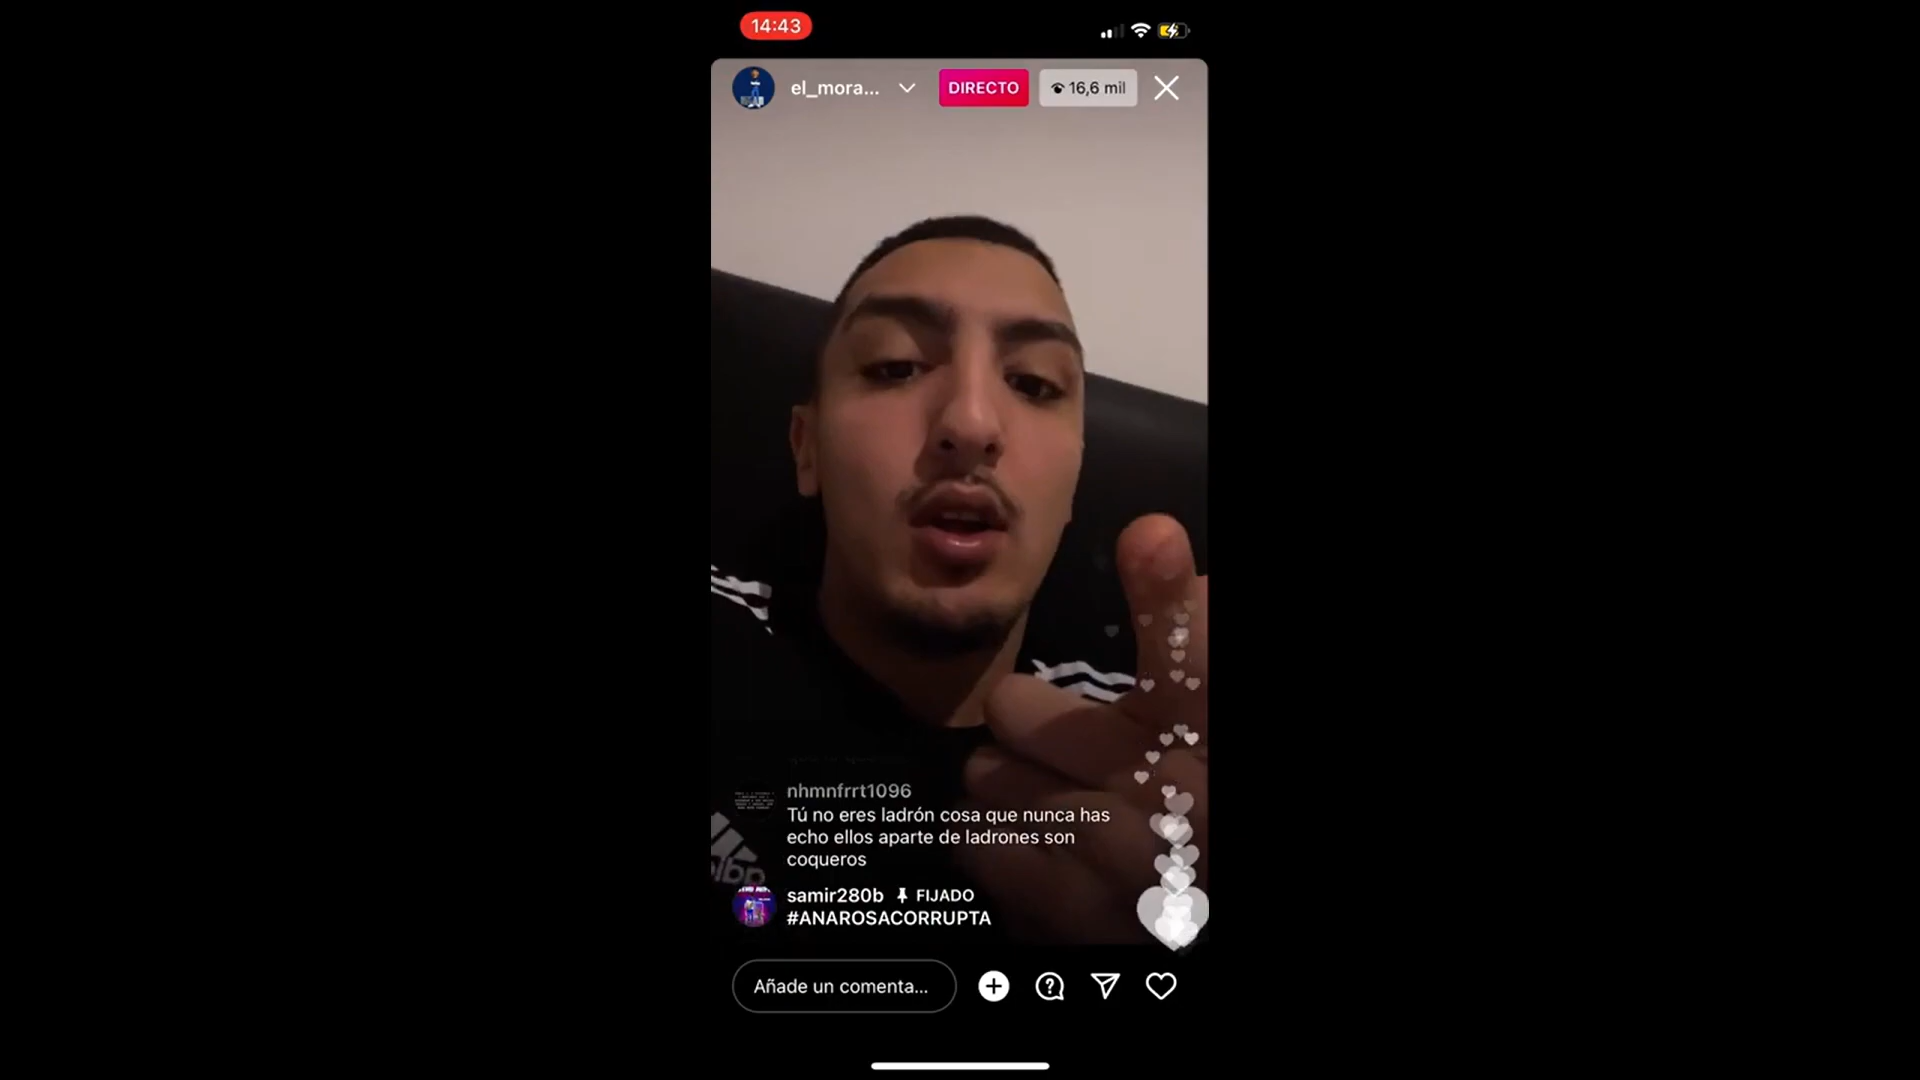 14:43
el_mora...
DIRECTO
16,6 mil
nhmnfrrt1096
Tú no eres ladrón cosa que nunca has
echo ellos aparte de ladrones son
coqueros
samir280b FIJADO
#ANAROSACORRUPTA
Añade un comenta...